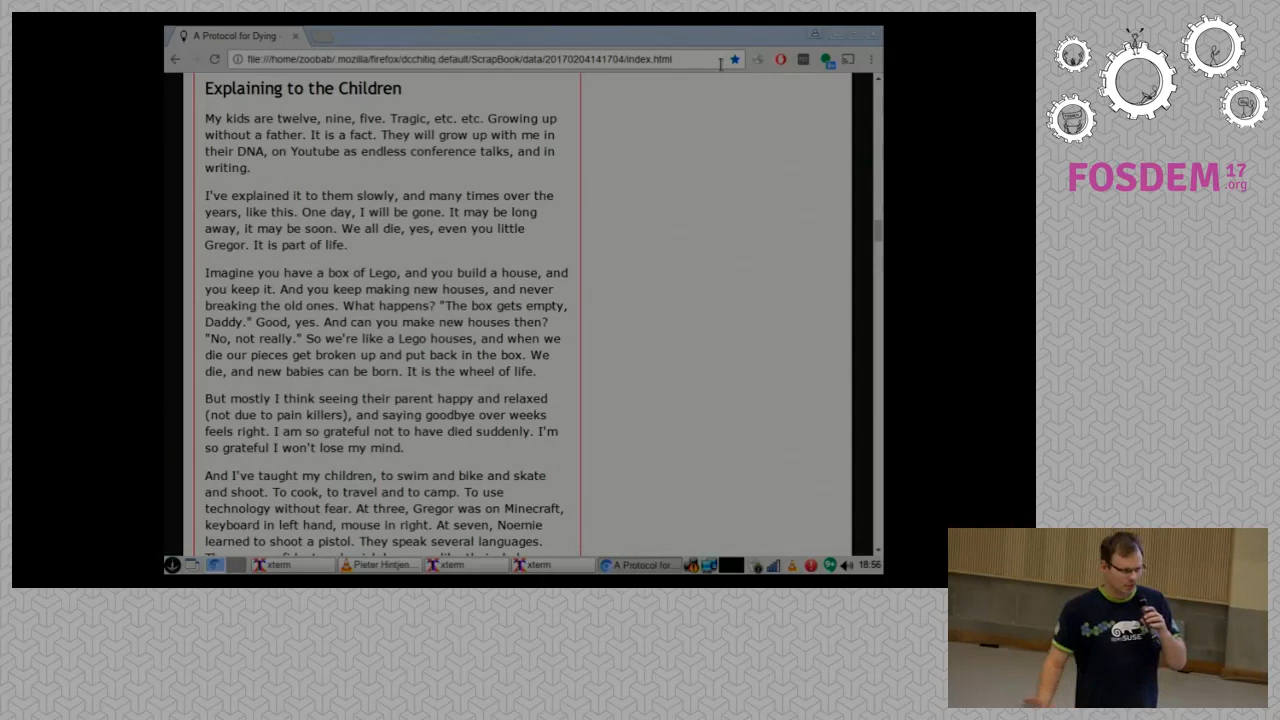 A Protocol for Dying
file:///home/zoobab/.mozilla/firefox/dcchitiq.default/ScrapBook/data/20170204141704/index.html
Explaining to the Children
My kids are twelve, nine, five. Tragic, etc. etc. Growing up
without a father. It is a fact. They will grow up with me in
their DNA, on Youtube as endless conference talks, and in
writing.
I've explained it to them slowly, and many times over the
years, like this. One day, I will be gone. It may be long
away, it may be soon. We all die, yes, even you little
Gregor. It is part of life.
Imagine you have a box of Lego, and you build a house, and
you keep it. And you keep making new houses, and never
breaking the old ones. What happens? "The box gets empty,
Daddy." Good, yes. And can you make new houses then?
"No, not really." So we're like a Lego houses, and when we
die our pieces get broken up and put back in the box. We
die, and new babies can be born. It is the wheel of life.
But mostly I think seeing their parent happy and relaxed
(not due to pain killers), and saying goodbye over weeks
feels right. I am so grateful not to have died suddenly. I'm
so grateful I won't lose my mind.
And I've taught my children, to swim and bike and skate
and shoot. To cook, to travel and to camp. To use
technology without fear. At three, Gregor was on Minecraft,
keyboard in left hand, mouse in right. At seven, Noemie
learned to shoot a pistol. They speak several languages.
xterm
Pieter Hintjen...
xterm
xterm
A Protocol for...
9+
18:56
FOSDEM 17
.org
openSUSE